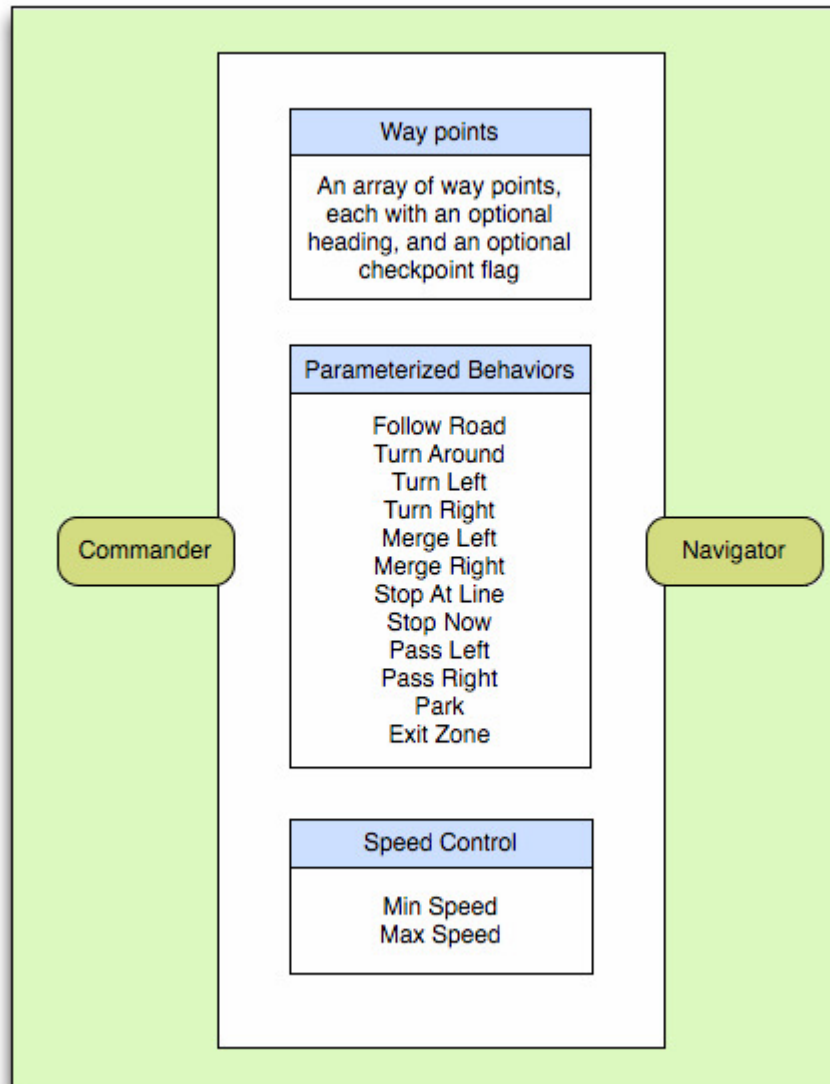 Way points
An array of way points,
each with an optional
heading, and an optional
checkpoint flag
Parameterized Behaviors
Follow Road
Turn Around
Turn Left
Turn Right
Merge Left
Merge Right
Stop At Line
Stop Now
Pass Left
Pass Right
Park
Exit Zone
Commander
Navigator
Speed Control
Min Speed
Max Speed